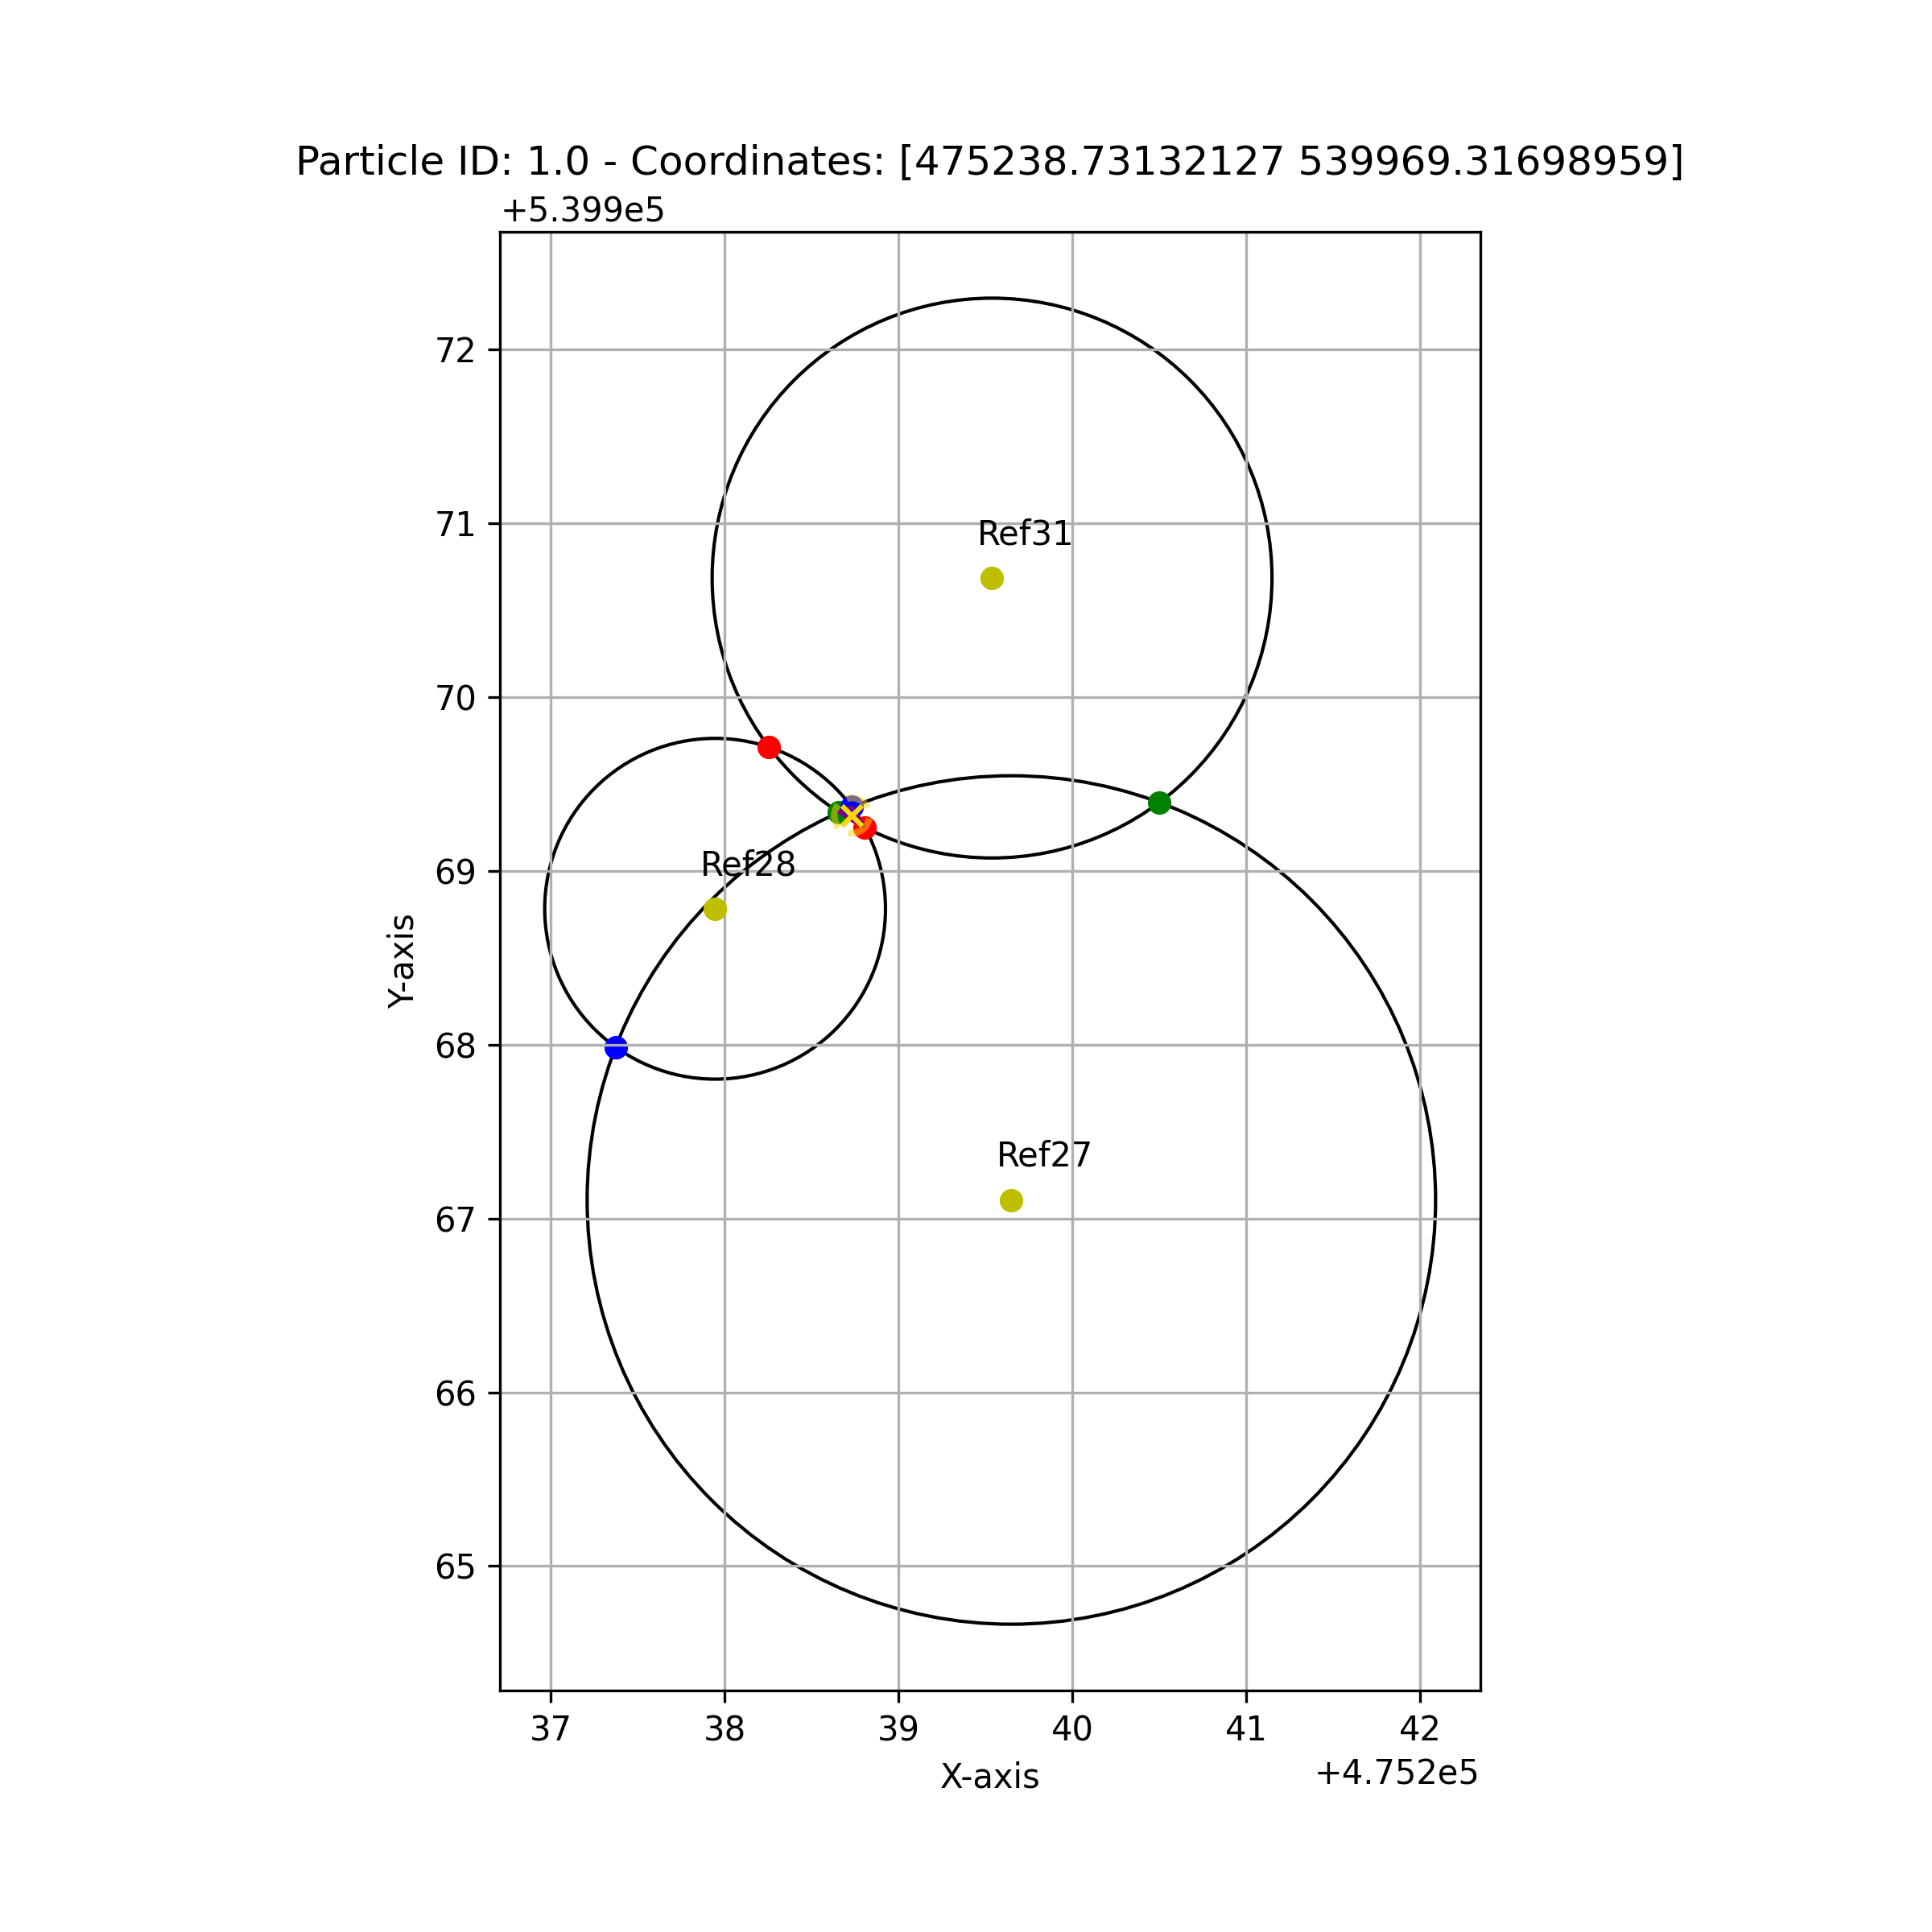 Particle ID: 1.0 - Coordinates: [475238.73132127 539969.31698959]
+5.399e5
72
71
Ref31
70
69
Ref28
Y-axis
68
Ref27
67
66
65
37 38 39 40 41 42
X-axis
+4.752e5